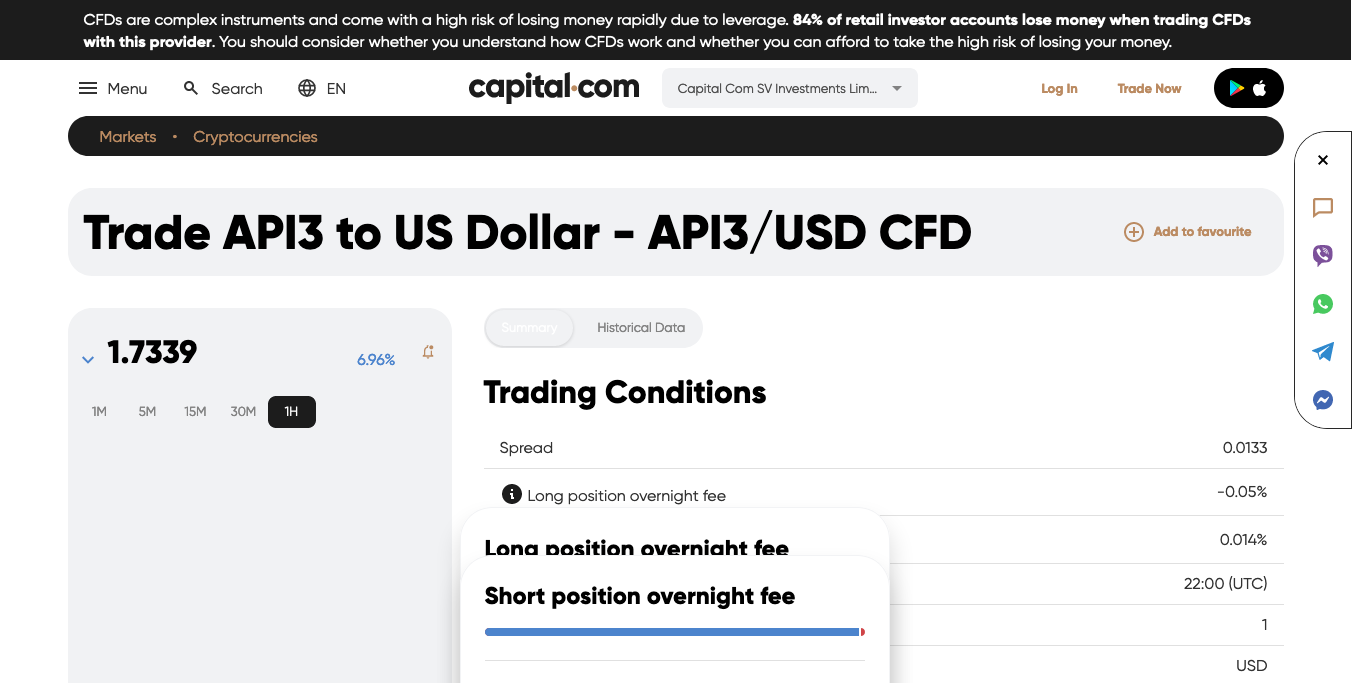 CFDs are complex instruments and come with a high risk of losing money rapidly due to leverage. 84% of retail investor accounts lose money when trading CFDs
with this provider. You should consider whether you understand how CFDs work and whether you can afford to take the high risk of losing your money.
Menu Search EN capital.com Capital Com SV Investments Lim... Log In Trade Now
Markets • Cryptocurrencies
Trade API3 to US Dollar - API3/USD CFD Add to favourite
1.7339 6.96%
1M 5M 15M 30M 1H
Summary Historical Data
Trading Conditions
Spread 0.0133
Long position overnight fee -0.05%
Long position overnight fee
0.014%
Short position overnight fee
22:00 (UTC)
1
USD